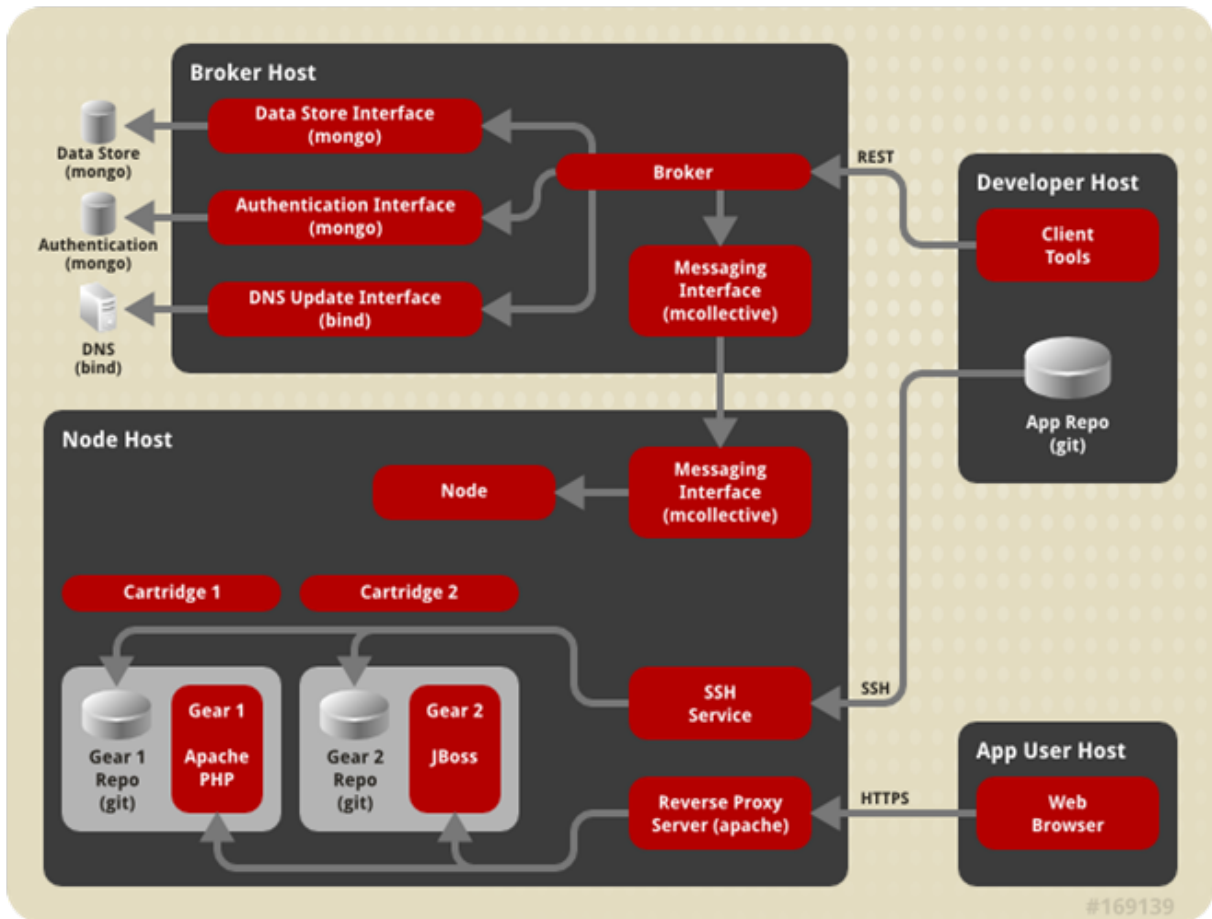 Broker Host
Data Store Interface
(mongo)
Data Store
(mongo)
Broker
REST
Authentication Interface
(mongo)
Authentication
(mongo)
DNS Update Interface
(bind)
DNS
(bind)
Messaging
Interface
(mcollective)
Developer Host
Client
Tools
App Repo
(git)
Node Host
Node
Messaging
Interface
(mcollective)
Cartridge 1
Cartridge 2
Gear 1
Repo
(git)
Gear 1
Apache
PHP
Gear 2
Repo
(git)
Gear 2
JBoss
SSH
Service
SSH
Reverse Proxy
Server (apache)
HTTPS
App User Host
Web
Browser
#169139